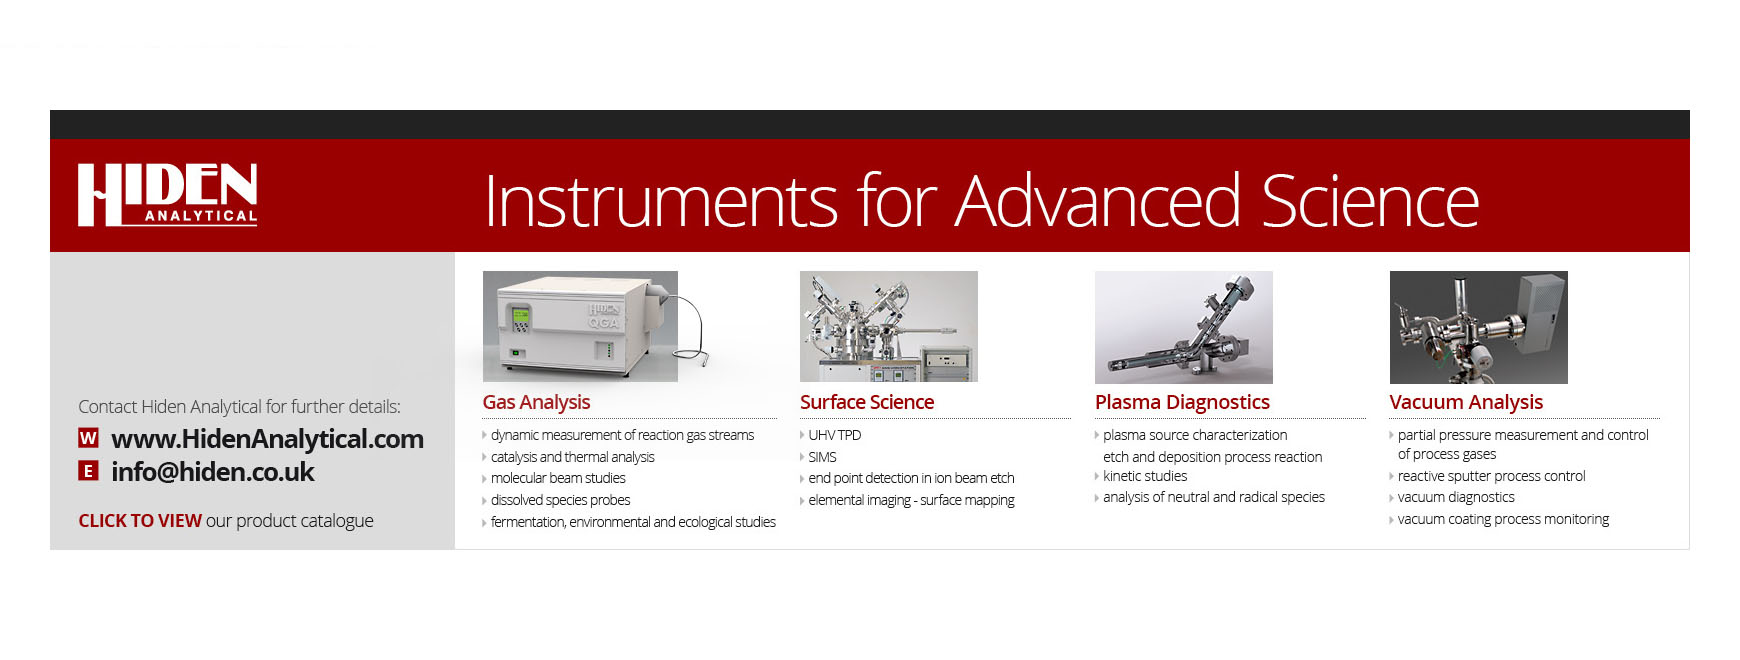 HIDEN
ANALYTICAL
Instruments for Advanced Science
Contact Hiden Analytical for further details:
W www.HidenAnalytical.com
E info@hiden.co.uk
CLICK TO VIEW our product catalogue
HIDEN
QGA
Gas Analysis
dynamic measurement of reaction gas streams
catalysis and thermal analysis
molecular beam studies
dissolved species probes
fermentation, environmental and ecological studies
Surface Science
UHV TPD
SIMS
end point detection in ion beam etch
elemental imaging - surface mapping
Plasma Diagnostics
plasma source characterization
etch and deposition process reaction
kinetic studies
analysis of neutral and radical species
Vacuum Analysis
partial pressure measurement and control
of process gases
reactive sputter process control
vacuum diagnostics
vacuum coating process monitoring